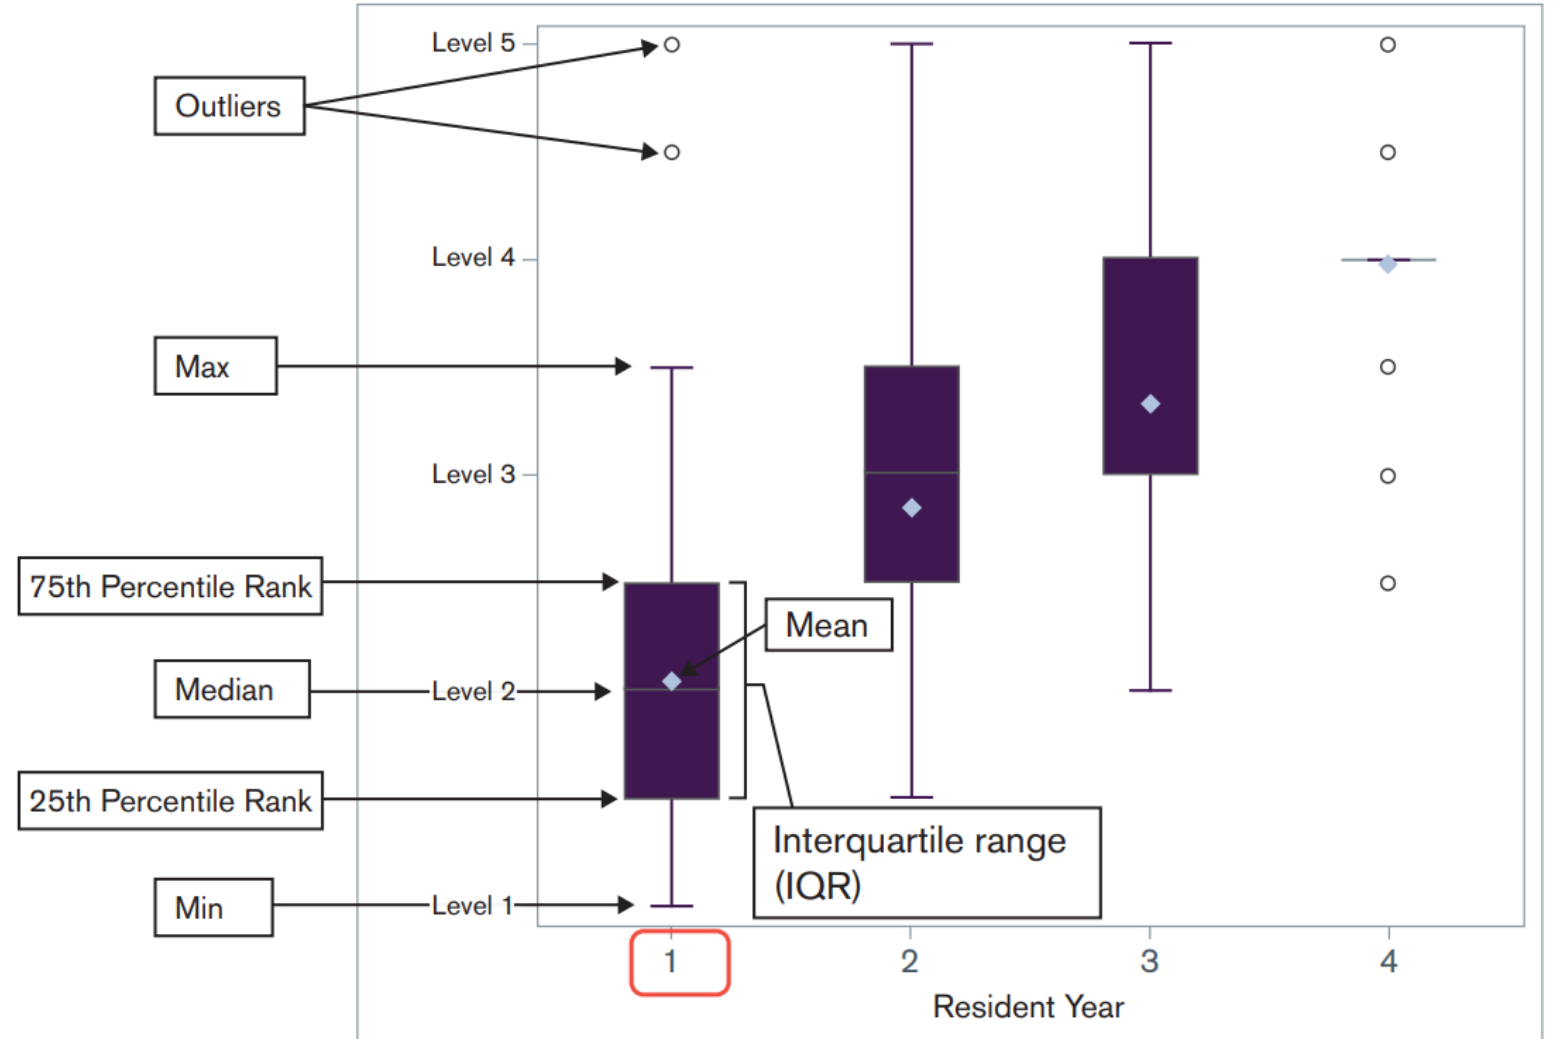 Level 5
Outliers
Level 4
Max
Level 3
75th Percentile Rank
Mean
Median
Level 2
25th Percentile Rank
Interquartile range
(IQR)
Min
Level 1
1
2
3
4
Resident Year